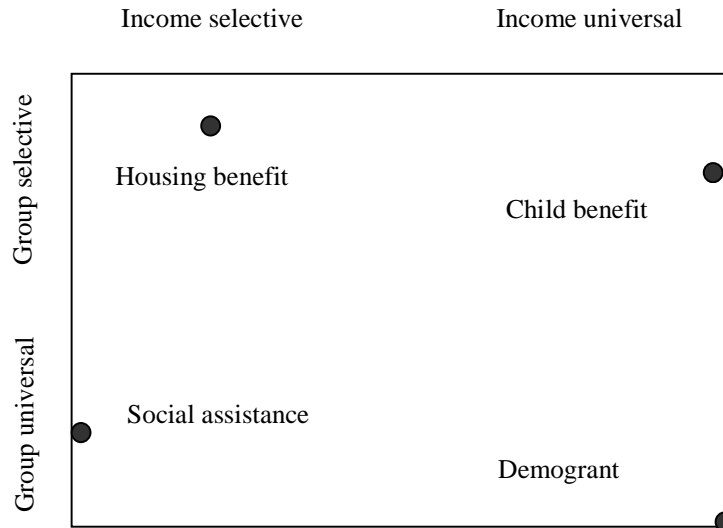 Income selective
Income universal
Group selective
Housing benefit
Child benefit
Group universal
Social assistance
Demogrant